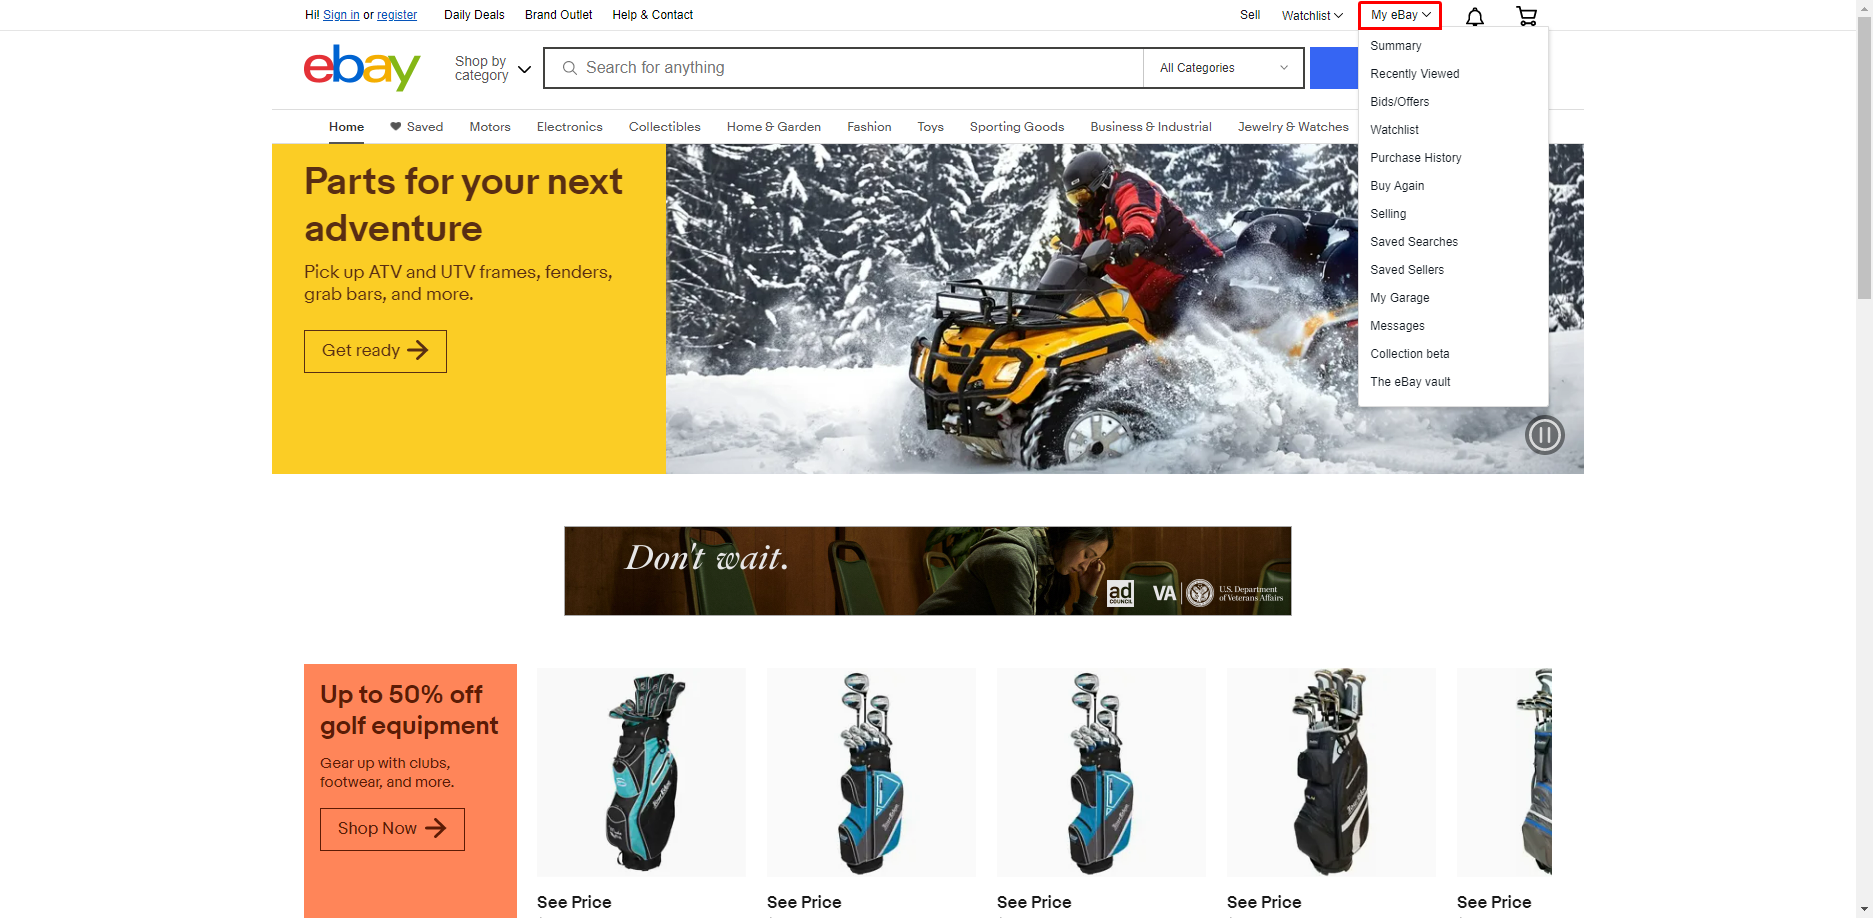 Hi! Sign in or register
Daily Deals
Brand Outlet
Help & Contact
Sell
Watchlist
My eBay
ebay
Shop by
category
Search for anything
All Categories
Summary
Recently Viewed
Bids/Offers
Watchlist
Purchase History
Buy Again
Selling
Saved Searches
Saved Sellers
My Garage
Messages
Collection beta
The eBay vault
Home
Saved
Motors
Electronics
Collectibles
Home & Garden
Fashion
Toys
Sporting Goods
Business & Industrial
Jewelry & Watches
Parts for your next
adventure
Pick up ATV and UTV frames, fenders,
grab bars, and more.
Get ready
Don't wait.
ad
COUNCIL
VA
U.S. Department
of Veterans Affairs
Up to 50% off
golf equipment
Gear up with clubs,
footwear, and more.
Shop Now
See Price
See Price
See Price
See Price
See Price